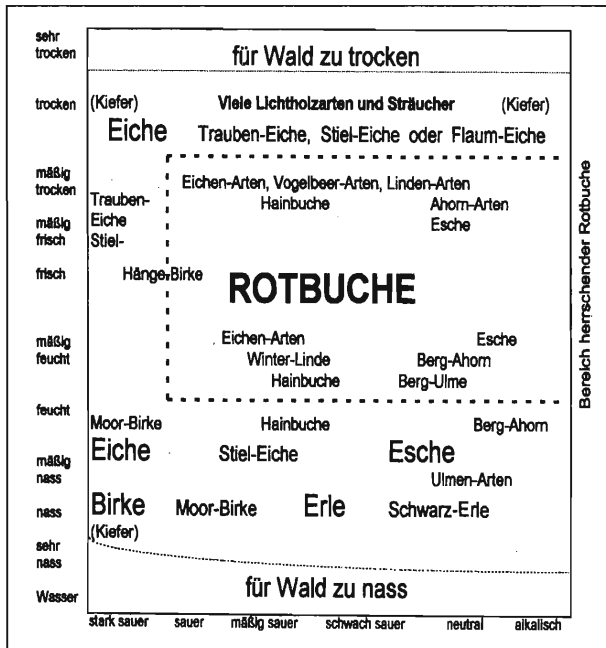 sehr
trocken
für Wald zu trocken
trocken
(Kiefer)
Viele Lichtholzarten und Sträucher
(Kiefer)
Eiche
Trauben-Eiche, Stiel-Eiche oder Flaum-Eiche
mäßig
trocken
Eichen-Arten, Vogelbeer-Arten, Linden-Arten
Trauben-
Eiche
Stiel-
Hainbuche
Ahorn-Arten
Esche
mäßig
frisch
frisch
Hänge-Birke
ROTBUCHE
mäßig
feucht
Eichen-Arten
Esche
Winter-Linde
Berg-Ahorn
Hainbuche
Berg-Ulme
Bereich herrschender Rotbuche
feucht
Moor-Birke
Hainbuche
Berg-Ahorn
Eiche
Stiel-Eiche
Esche
mäßig
nass
Ulmen-Arten
nass
Birke
Moor-Birke
Erle
Schwarz-Erle
(Kiefer)
sehr
nass
für Wald zu nass
Wasser
stark sauer
sauer
mäßig sauer
schwach sauer
neutral
alkalisch